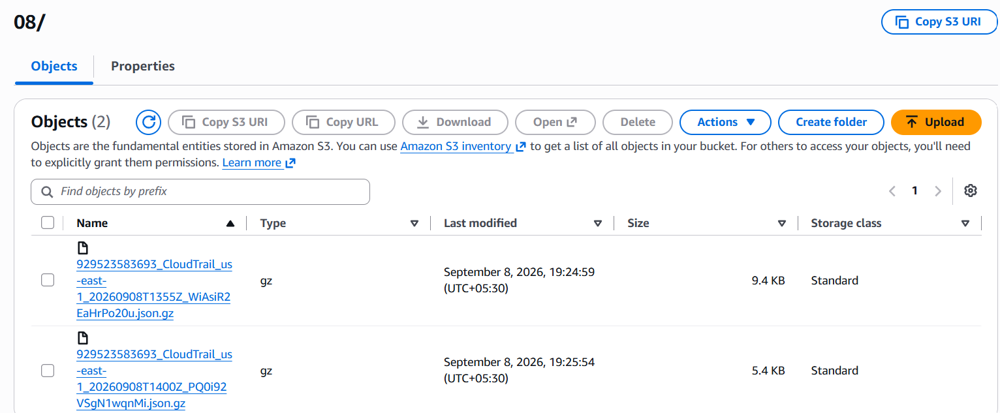 08/
Copy S3 URI
Objects
Properties
Objects (2)
Copy S3 URI
Copy URL
Download
Open
Delete
Actions
Create folder
Upload
Objects are the fundamental entities stored in Amazon S3. You can use Amazon S3 inventory to get a list of all objects in your bucket. For others to access your objects, you'll need
to explicitly grant them permissions. Learn more
Find objects by prefix
1
Name
Type
Last modified
Size
Storage class
929523583693_CloudTrail_us
-east-
1_20260908T1355Z_WiAsiR2
EaHrPo20u.json.gz
gz
September 8, 2026, 19:24:59
(UTC+05:30)
9.4 KB
Standard
929523583693_CloudTrail_us
-east-
1_20260908T1400Z_PQ0i92
VSgN1wqnMi.json.gz
gz
September 8, 2026, 19:25:54
(UTC+05:30)
5.4 KB
Standard